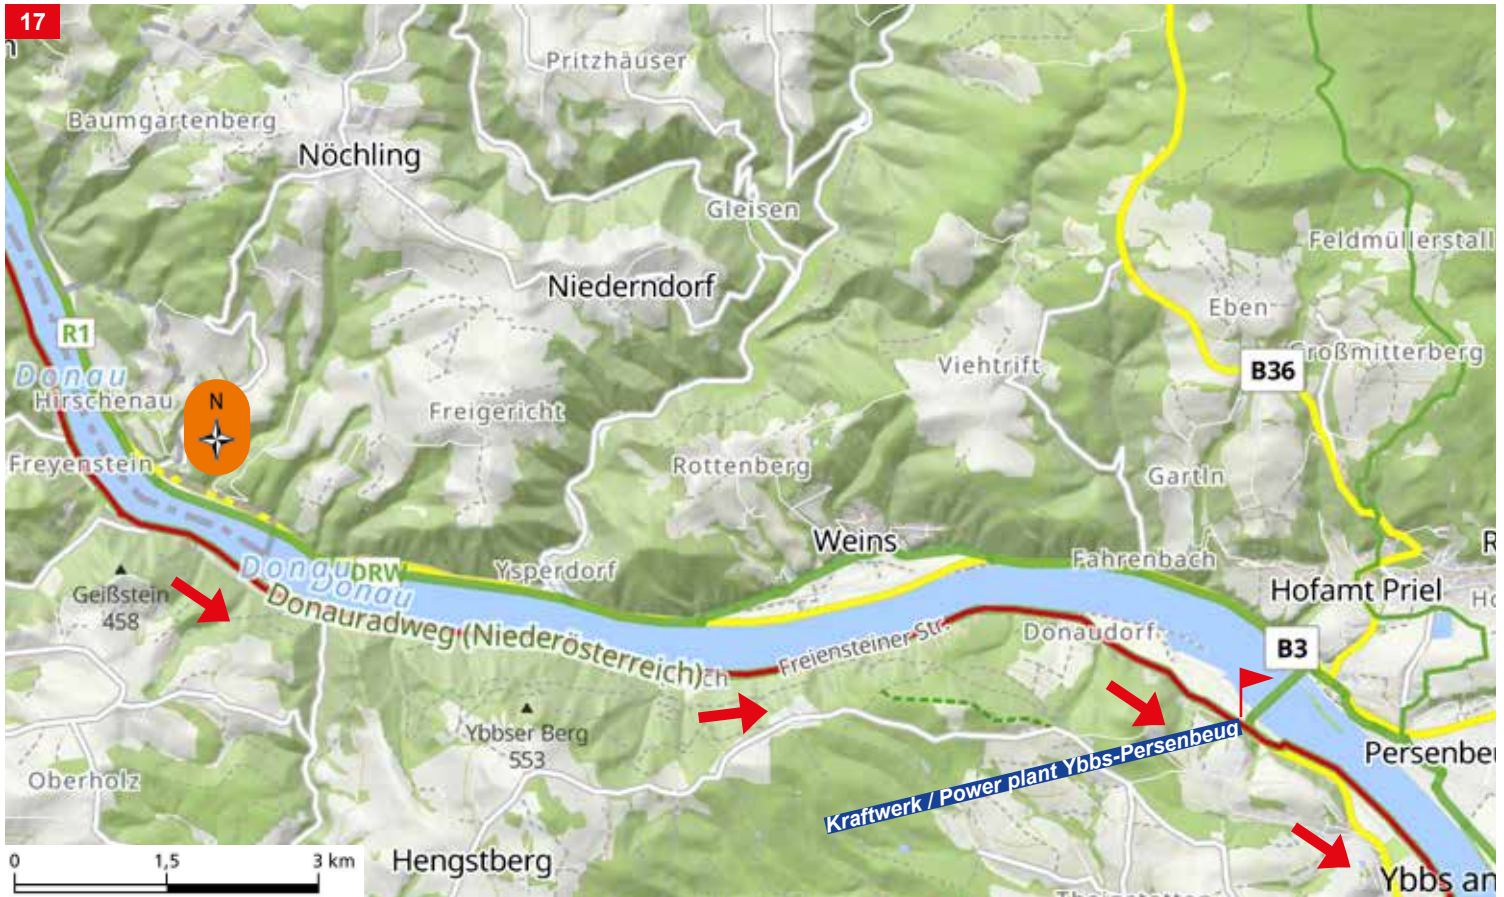 17
Pritzhäuser
Baumgartenberg
Nöchling
Gleisen
Feldmüllerstall
Niederndorf
Eben
R1
Großmitterberg
Donau
Viehtrift
B36
Hirschenau
N
Freigericht
Freyenstein
Rottenberg
Gartln
Weins
Fahrenbach
Donau
DRW
Ysperdorf
Donau
Geißstein
458
Hofamt Priel
Donauradweg (Niederösterreich)
Freiensteiner Str.
Donaudorf
B3
Ybbser Berg
553
Kraftwerk / Power plant Ybbs-Persenbeug
Persenbeu
Oberholz
0 1,5 3 km
Hengstberg
Ybbs an